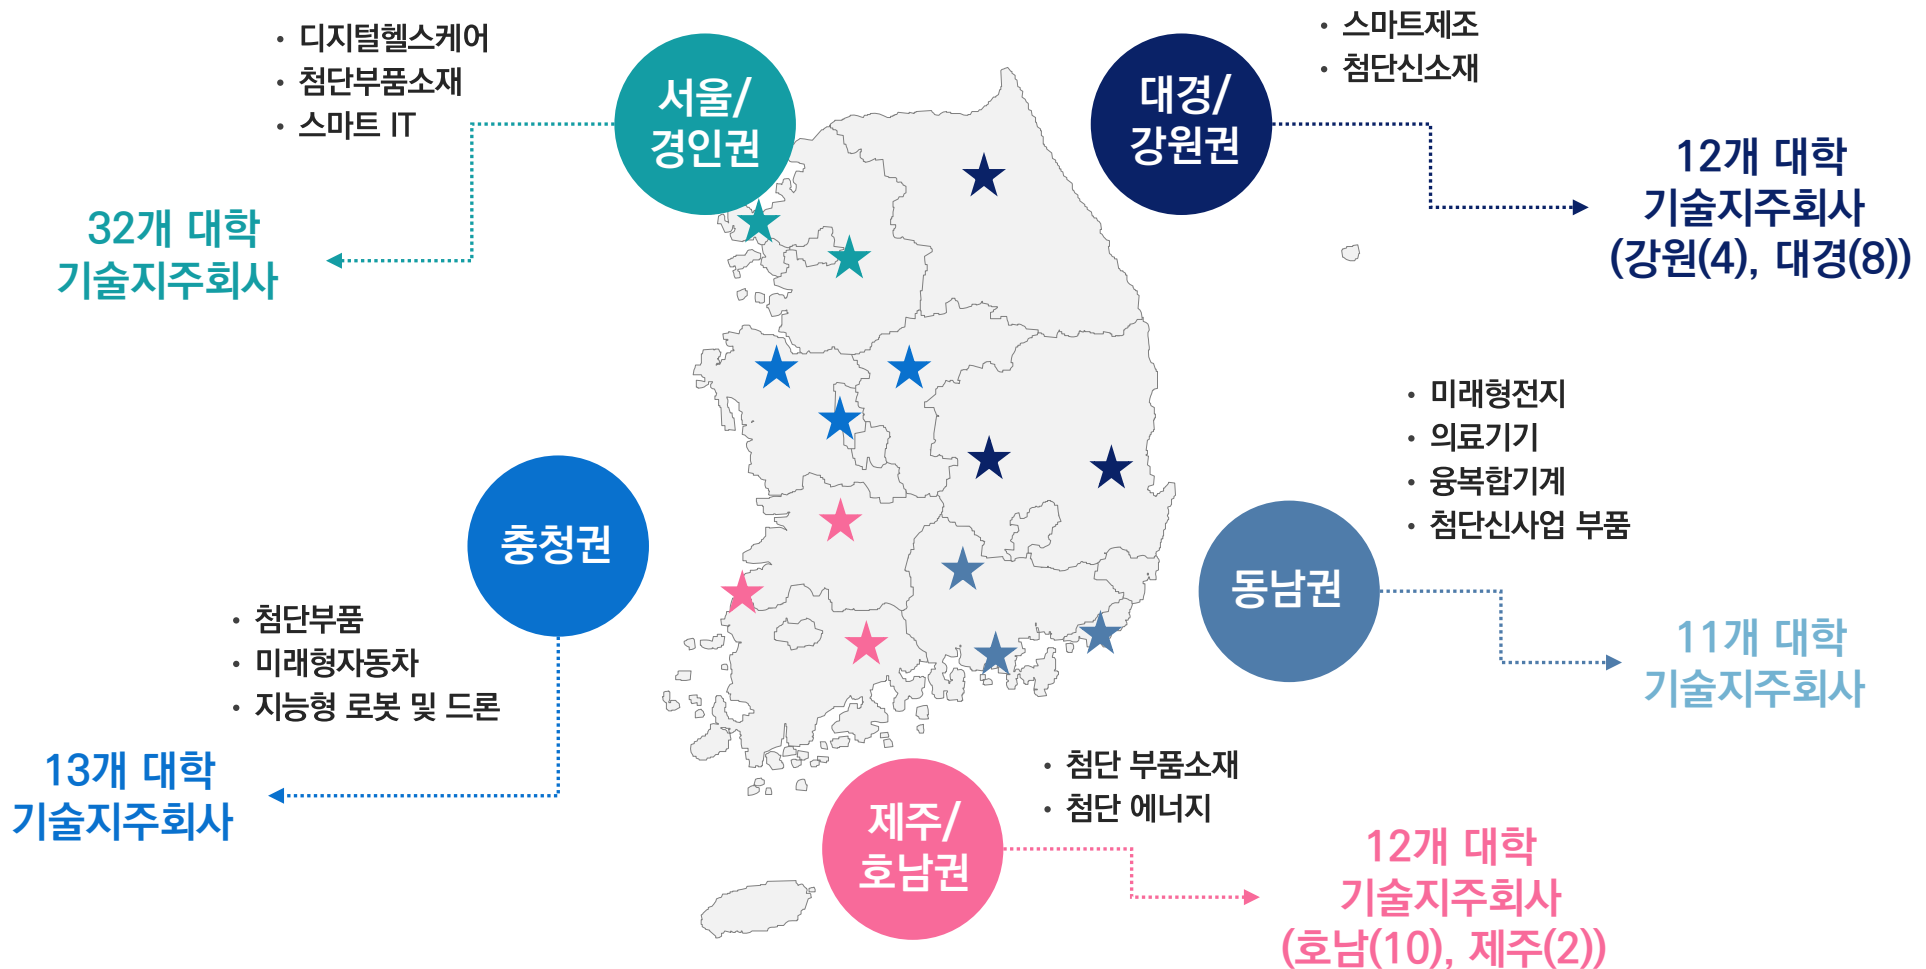 • 디지털헬스케어
• 첨단부품소재
• 스마트 IT
서울/
경인권
32개 대학
기술지주회사
대경/
강원권
• 스마트제조
• 첨단신소재
12개 대학
기술지주회사
(강원(4), 대경(8))
충청권
• 첨단부품
• 미래형자동차
• 지능형 로봇 및 드론
13개 대학
기술지주회사
• 미래형전지
• 의료기기
• 융복합기계
• 첨단신사업 부품
동남권
11개 대학
기술지주회사
제주/
호남권
• 첨단 부품소재
• 첨단 에너지
12개 대학
기술지주회사
(호남(10), 제주(2))